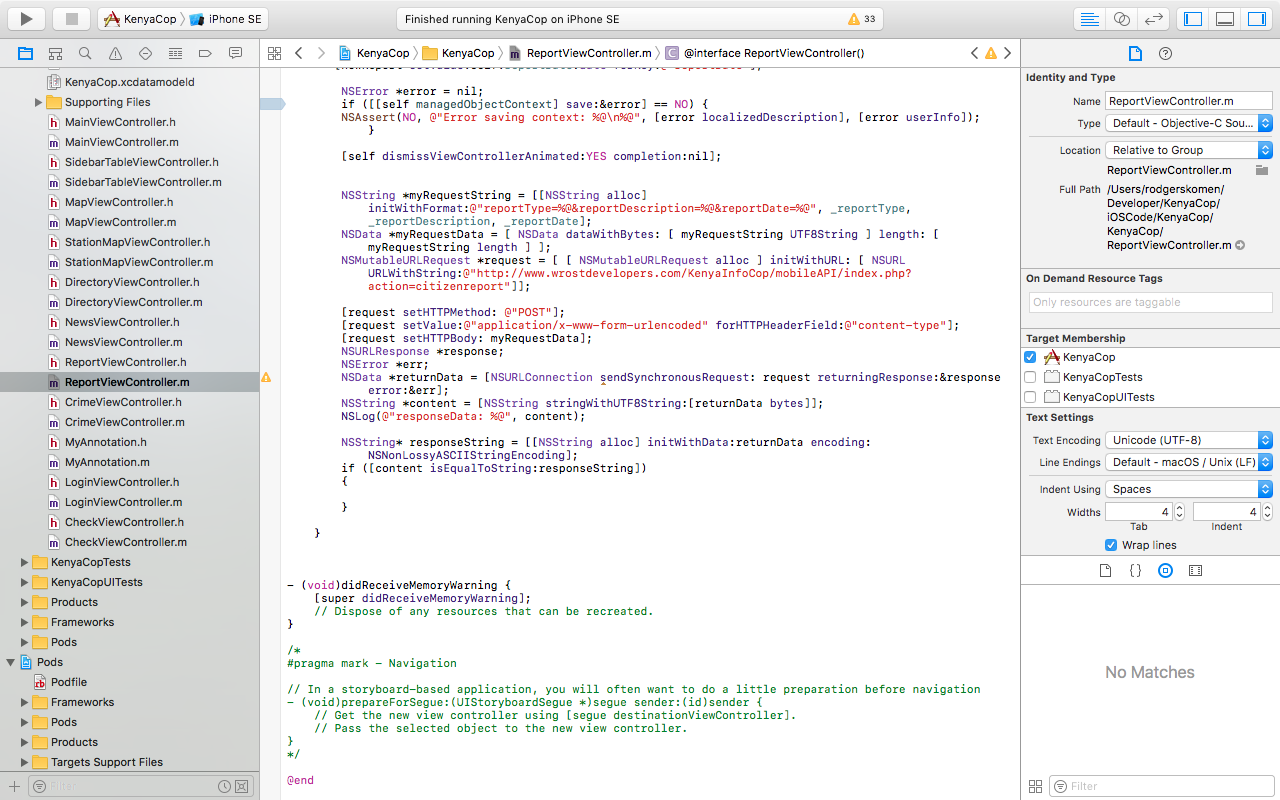 KenyaCop
iPhone SE
Finished running KenyaCop on iPhone SE
33
KenyaCop
KenyaCop
ReportViewController.m
@interface ReportViewController()
KenyaCop.xcdatamodeld
Supporting Files
MainViewController.h
MainViewController.m
SidebarTableViewController.h
SidebarTableViewController.m
MapViewController.h
MapViewController.m
StationMapViewController.h
StationMapViewController.m
DirectoryViewController.h
DirectoryViewController.m
NewsViewController.h
NewsViewController.m
ReportViewController.h
ReportViewController.m
CrimeViewController.h
CrimeViewController.m
MyAnnotation.h
MyAnnotation.m
LoginViewController.h
LoginViewController.m
CheckViewController.h
CheckViewController.m
KenyaCopTests
KenyaCopUITests
Products
Frameworks
Pods
Pods
Podfile
Frameworks
Pods
Products
Targets Support Files
Filter
NSError *error = nil;
if ([[self managedObjectContext] save:&error] == NO) {
NSAssert(NO, @"Error saving context: %@\n%@", [error localizedDescription], [error userInfo]);
}
[self dismissViewControllerAnimated:YES completion:nil];
NSString *myRequestString = [[NSString alloc]
initWithFormat:@"reportType=%@&reportDescription=%@&reportDate=%@", _reportType,
_reportDescription, _reportDate];
NSData *myRequestData = [ NSData dataWithBytes: [ myRequestString UTF8String ] length: [
myRequestString length ] ];
NSMutableURLRequest *request = [ [ NSMutableURLRequest alloc ] initWithURL: [ NSURL
URLWithString:@"http://www.wrostdevelopers.com/KenyaInfoCop/mobileAPI/index.php?
action=citizenreport"]];
[request setHTTPMethod: @"POST"];
[request setValue:@"application/x-www-form-urlencoded" forHTTPHeaderField:@"content-type"];
[request setHTTPBody: myRequestData];
NSURLResponse *response;
NSError *err;
NSData *returnData = [NSURLConnection sendSynchronousRequest: request returningResponse:&response
error:&err];
NSString *content = [NSString stringWithUTF8String:[returnData bytes]];
NSLog(@"responseData: %@", content);
NSString* responseString = [[NSString alloc] initWithData:returnData encoding:
NSNonLossyASCIIStringEncoding];
if ([content isEqualToString:responseString])
{
}
}
- (void)didReceiveMemoryWarning {
[super didReceiveMemoryWarning];
// Dispose of any resources that can be recreated.
}
/*
#pragma mark - Navigation
// In a storyboard-based application, you will often want to do a little preparation before navigation
- (void)prepareForSegue:(UIStoryboardSegue *)segue sender:(id)sender {
// Get the new view controller using [segue destinationViewController].
// Pass the selected object to the new view controller.
}
*/
@end
Identity and Type
Name ReportViewController.m
Type Default - Objective-C Sou...
Location Relative to Group
ReportViewController.m
Full Path /Users/rodgerskomen/
Developer/KenyaCop/
iOSCode/KenyaCop/
KenyaCop/
ReportViewController.m
On Demand Resource Tags
Only resources are taggable
Target Membership
KenyaCop
KenyaCopTests
KenyaCopUITests
Text Settings
Text Encoding Unicode (UTF-8)
Line Endings Default - macOS / Unix (LF)
Indent Using Spaces
Widths 4 4
Tab Indent
Wrap lines
No Matches
Filter